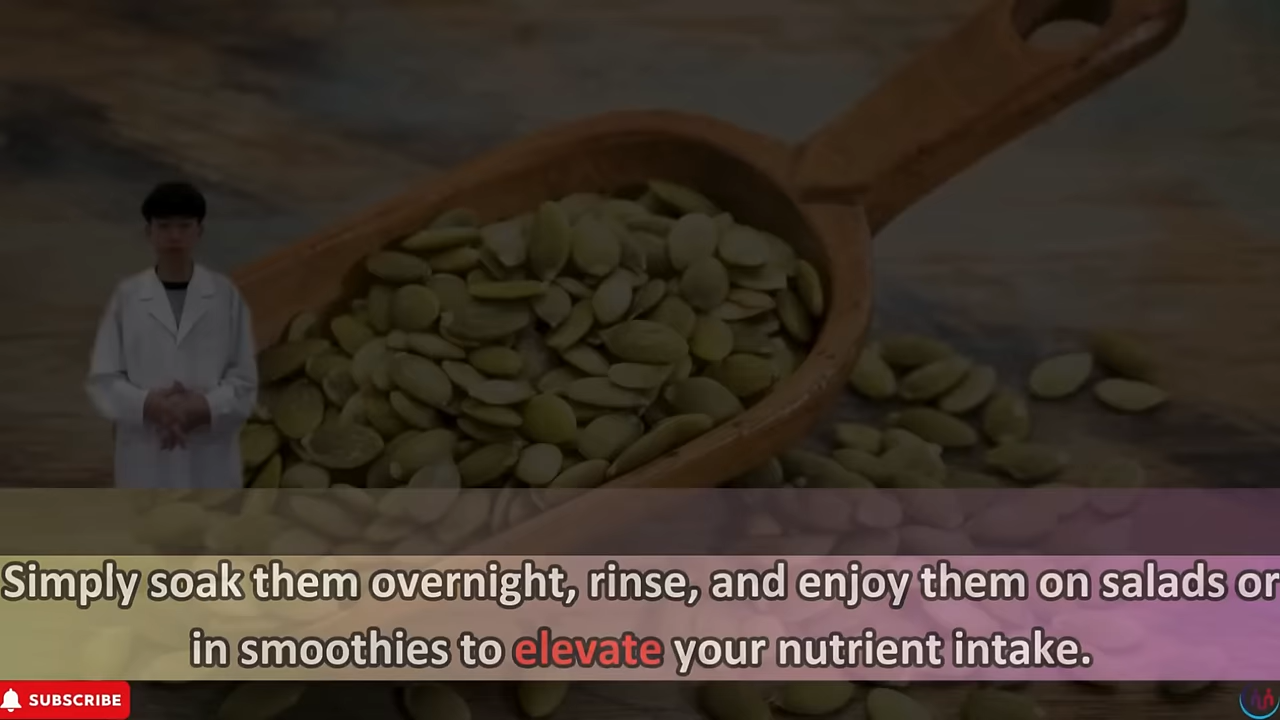 Simply soak them overnight, rinse, and enjoy them on salads or
in smoothies to elevate your nutrient intake.
SUBSCRIBE